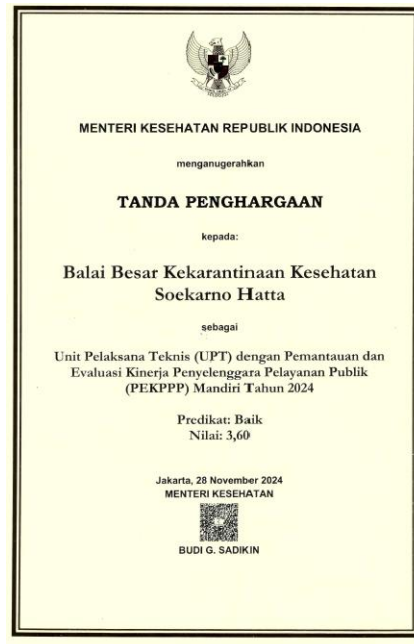 MENTERI KESEHATAN REPUBLIK INDONESIA
menganugerahkan
TANDA PENGHARGAAN
kepada:
Balai Besar Kekarantinaan Kesehatan
Soekarno Hatta
sebagai
Unit Pelaksana Teknis (UPT) dengan Pemantauan dan
Evaluasi Kinerja Penyelenggara Pelayanan Publik
(PEKPPP) Mandiri Tahun 2024
Predikat: Baik
Nilai: 3,60
Jakarta, 28 November 2024
MENTERI KESEHATAN
BUDI G. SADIKIN